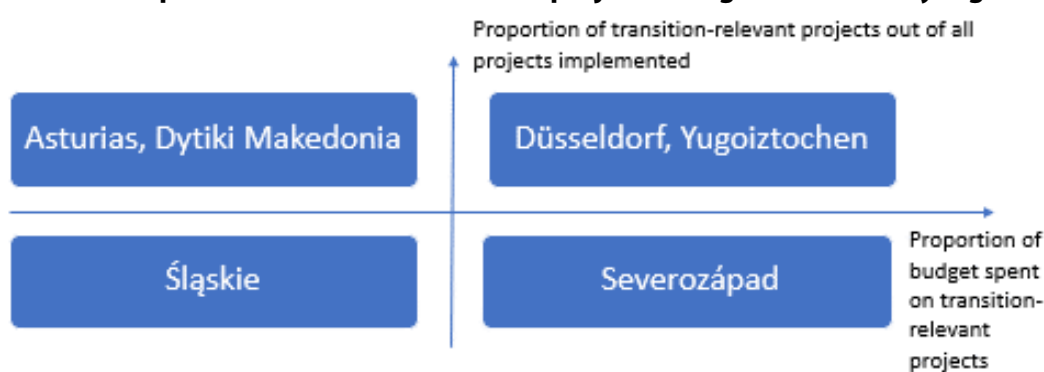 Proportion of transition-relevant projects out of all
projects implemented
Asturias, Dytiki Makedonia
Düsseldorf, Yugoiztochen
Śląskie
Severozápad
Proportion of
budget spent
on transition-
relevant
projects